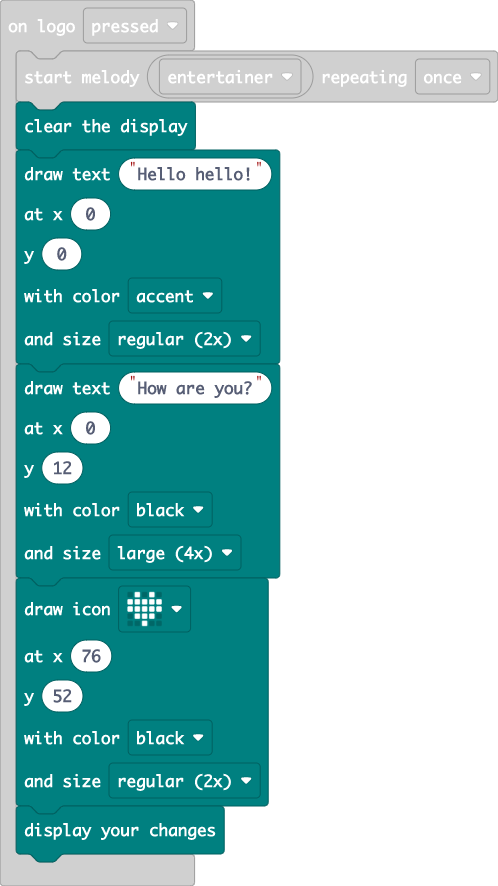 on logo pressed
start melody entertainer repeating once
clear the display
draw text "Hello hello!"
at x 0
y 0
with color accent
and size regular (2x)
draw text "How are you?"
at x 0
y 12
with color black
and size large (4x)
draw icon
at x 76
y 52
with color black
and size regular (2x)
display your changes